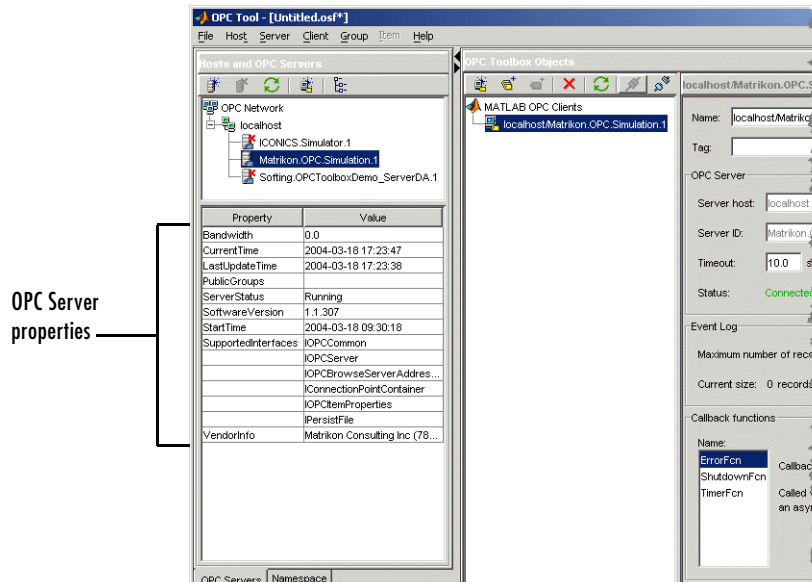 OPC Tool - [Untitled.osf*]
File Host Server Client Group Item Help
Hosts and OPC Servers
OPC Network
localhost
ICONICS.Simulator.1
Matrikon.OPC.Simulation.1
Softing.OPCToolboxDemo_ServerDA.1
Property Value
Bandwidth 0.0
CurrentTime 2004-03-18 17:23:47
LastUpdateTime 2004-03-18 17:23:38
PublicGroups
ServerStatus Running
SoftwareVersion 1.1.307
StartTime 2004-03-18 09:30:18
SupportedInterfaces IOPCCommon
IOPCServer
IOPCBrowseServerAddres...
IConnectionPointContainer
IOPCItemProperties
IPersistFile
VendorInfo Matrikon Consulting Inc (78...
OPC Servers Namespace
OPC Server
properties
OPC Toolbox Objects
MATLAB OPC Clients
localhost/Matrikon.OPC.Simulation.1
localhost/Matrikon.OPC.S
Name: localhost/Matriko
Tag:
OPC Server
Server host: localhost
Server ID: Matrikon.
Timeout: 10.0 s
Status: Connected
Event Log
Maximum number of reco
Current size: 0 records
Callback functions
Name:
ErrorFcn
ShutdownFcn
TimerFcn
Callbac
Called
an asyn